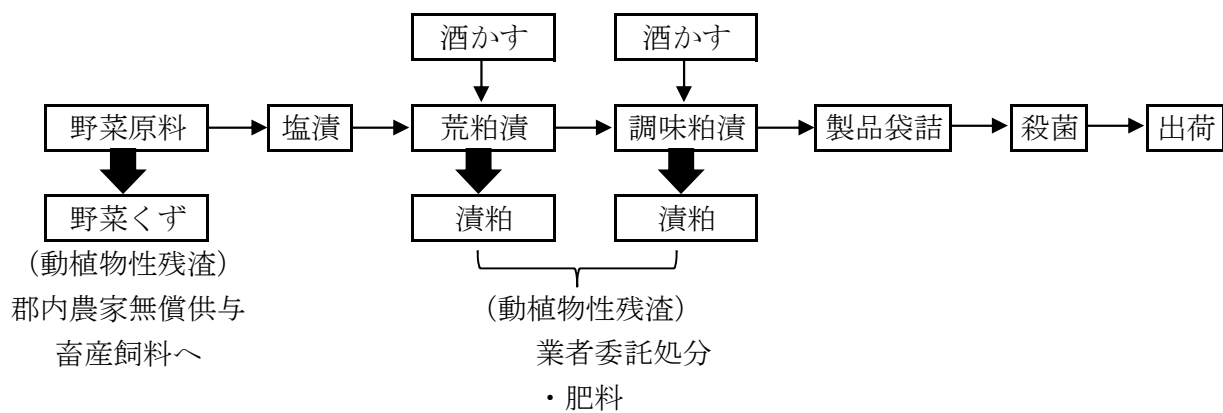 酒かす
酒かす
野菜原料
塩漬
荒粕漬
調味粕漬
製品袋詰
殺菌
出荷
野菜くず
漬粕
漬粕
(動植物性残渣)
郡内農家無償供与
畜産飼料へ
(動植物性残渣)
業者委託処分
・肥料